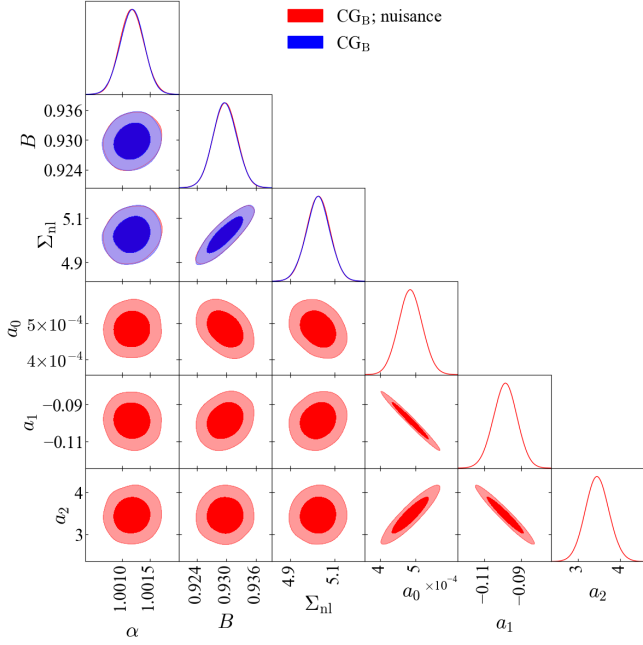 CG_B; nuisance
CG_B
B
0.936
0.930
0.924
Σ_nl
5.1
4.9
a_0
5×10^−4
4×10^−4
a_1
−0.09
−0.11
a_2
4
3
1.0010 1.0015
0.924 0.930 0.936
4.9 5.1
4 5 ×10^−4
−0.11 −0.09
3 4
α B Σ_nl a_0 a_1 a_2